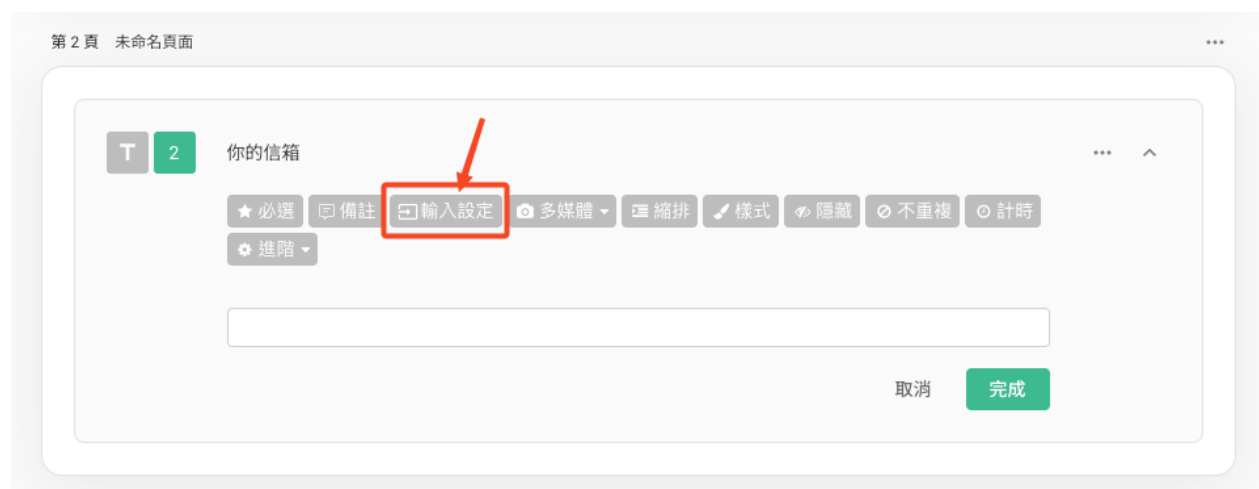 第 2 頁 未命名頁面
T 2 你的信箱
必選 備註 輸入設定 多媒體 縮排 樣式 隱藏 不重複 計時
進階
取消 完成